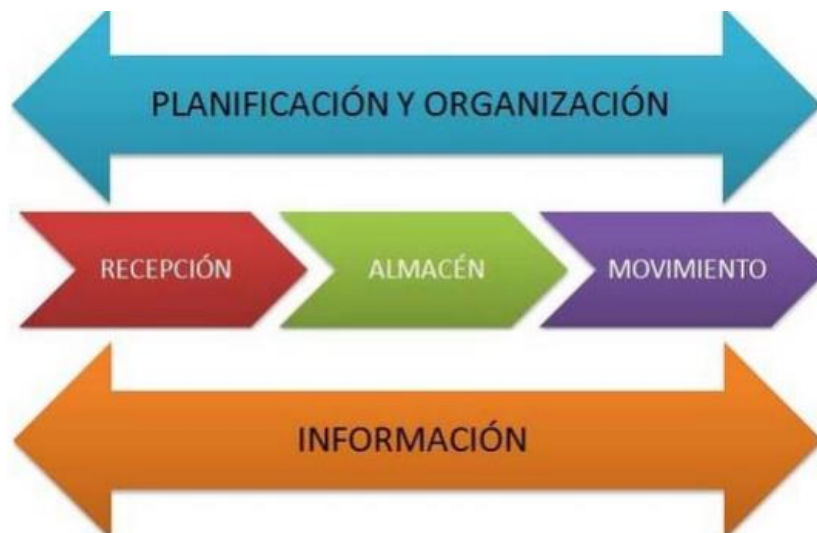 PLANIFICACIÓN Y ORGANIZACIÓN
RECEPCIÓN
ALMACÉN
MOVIMIENTO
INFORMACIÓN